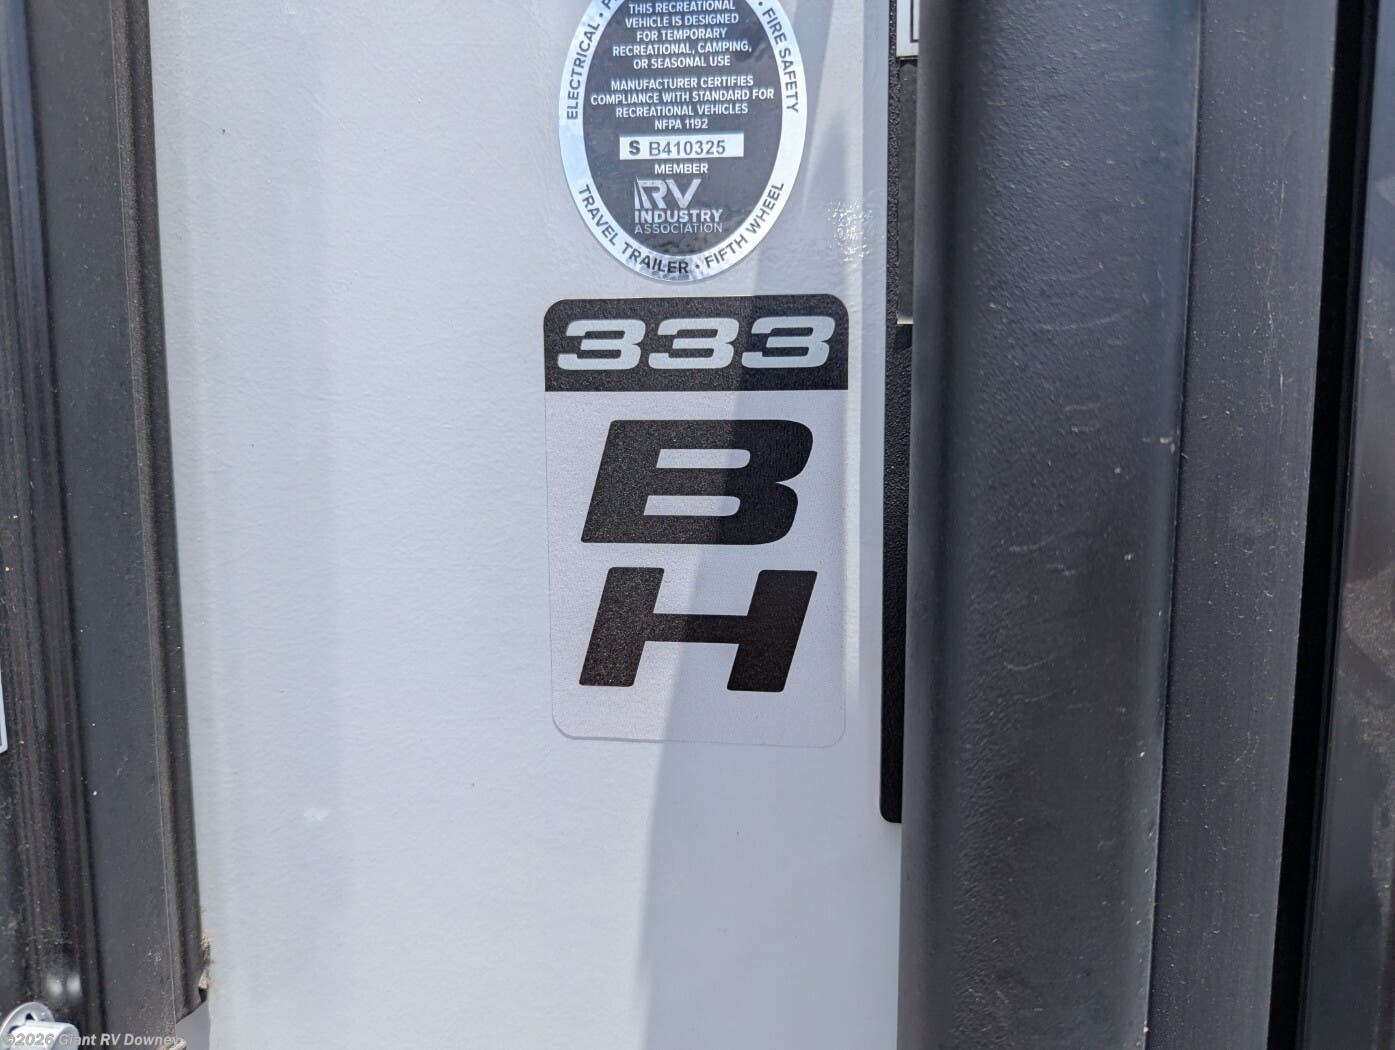 THIS RECREATIONAL
VEHICLE IS DESIGNED
FOR TEMPORARY
RECREATIONAL, CAMPING,
OR SEASONAL USE
MANUFACTURER CERTIFIES
COMPLIANCE WITH STANDARD FOR
RECREATIONAL VEHICLES
NFPA 1192
S B410325
MEMBER
RV
INDUSTRY
ASSOCIATION
ELECTRICAL •
• FIRE SAFETY
TRAVEL TRAILER • FIFTH WHEEL
333
B
H
©2026 Giant RV Downey